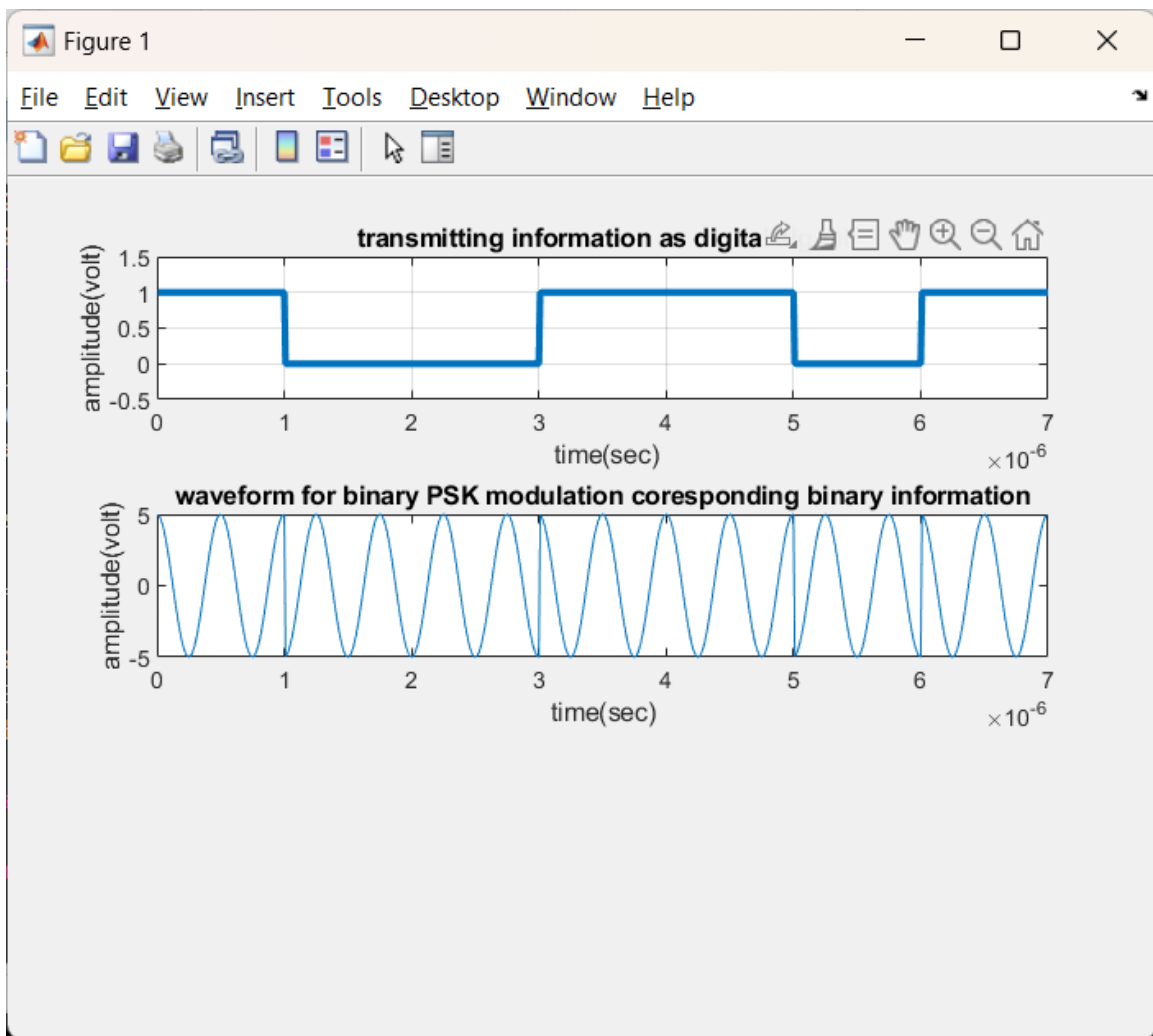 Figure 1
File Edit View Insert Tools Desktop Window Help
transmitting information as digita
amplitude(volt)
1.5
1
0.5
0
-0.5
0 1 2 3 4 5 6 7
time(sec)
×10^-6
waveform for binary PSK modulation coresponding binary information
amplitude(volt)
5
0
-5
0 1 2 3 4 5 6 7
time(sec)
×10^-6